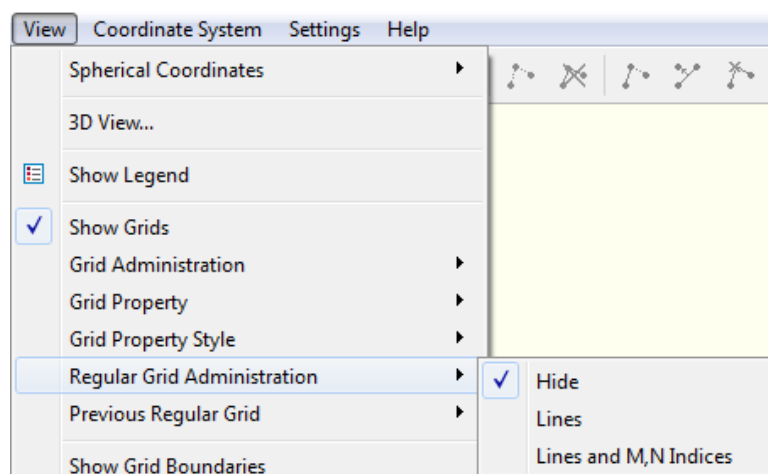 View Coordinate System Settings Help
Spherical Coordinates
3D View...
Show Legend
Show Grids
Grid Administration
Grid Property
Grid Property Style
Regular Grid Administration
Hide
Previous Regular Grid
Lines
Lines and M,N Indices
Show Grid Boundaries